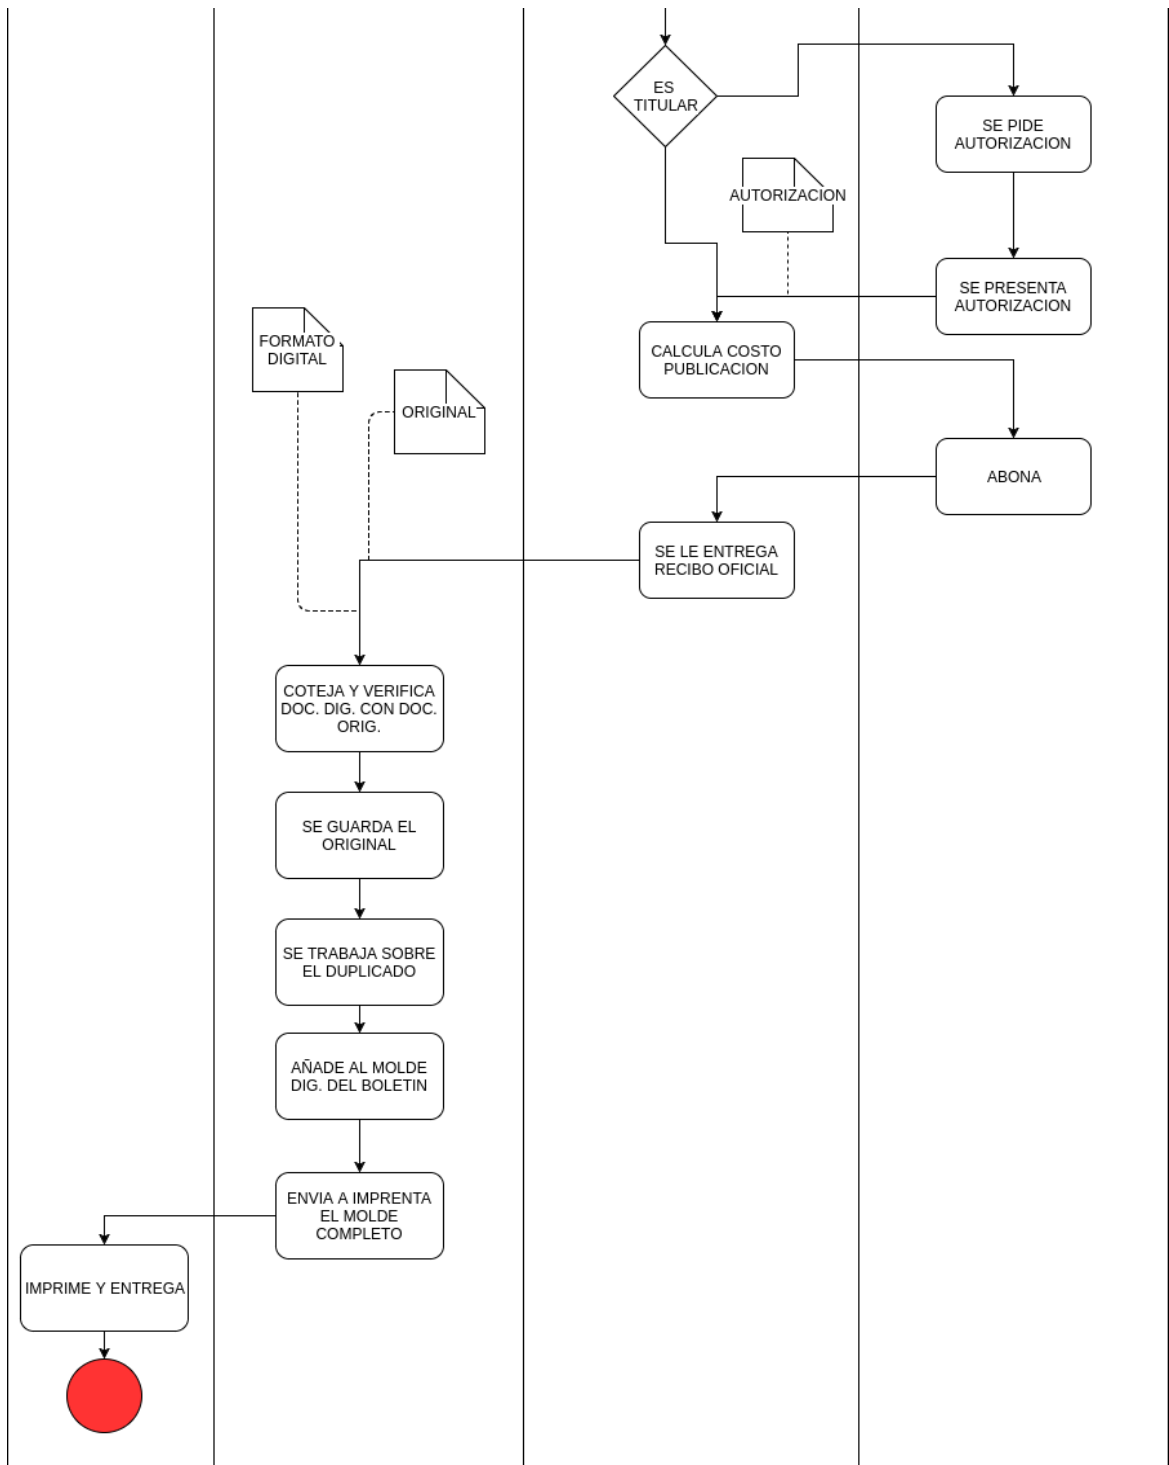 ES
TITULAR
SE PIDE
AUTORIZACION
AUTORIZACION
SE PRESENTA
AUTORIZACION
FORMATO
DIGITAL
CALCULA COSTO
PUBLICACION
ORIGINAL
ABONA
SE LE ENTREGA
RECIBO OFICIAL
COTEJA Y VERIFICA
DOC. DIG. CON DOC.
ORIG.
SE GUARDA EL
ORIGINAL
SE TRABAJA SOBRE
EL DUPLICADO
AÑADE AL MOLDE
DIG. DEL BOLETIN
ENVIA A IMPRENTA
EL MOLDE
COMPLETO
IMPRIME Y ENTREGA